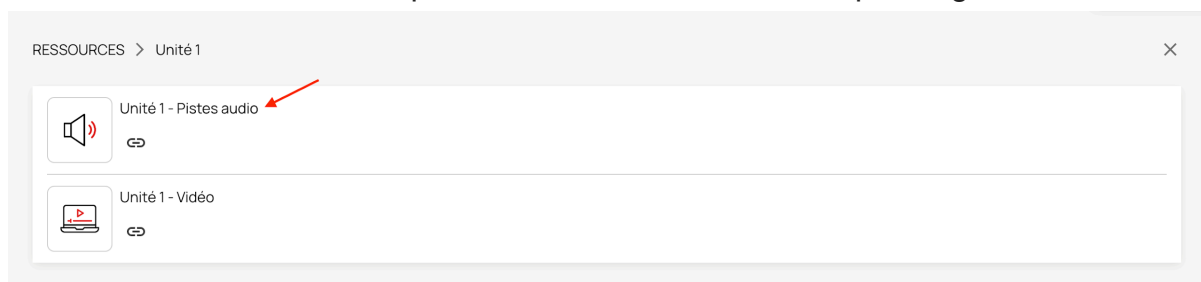 RESSOURCES > Unité 1
Unité 1 - Pistes audio
Unité 1 - Vidéo